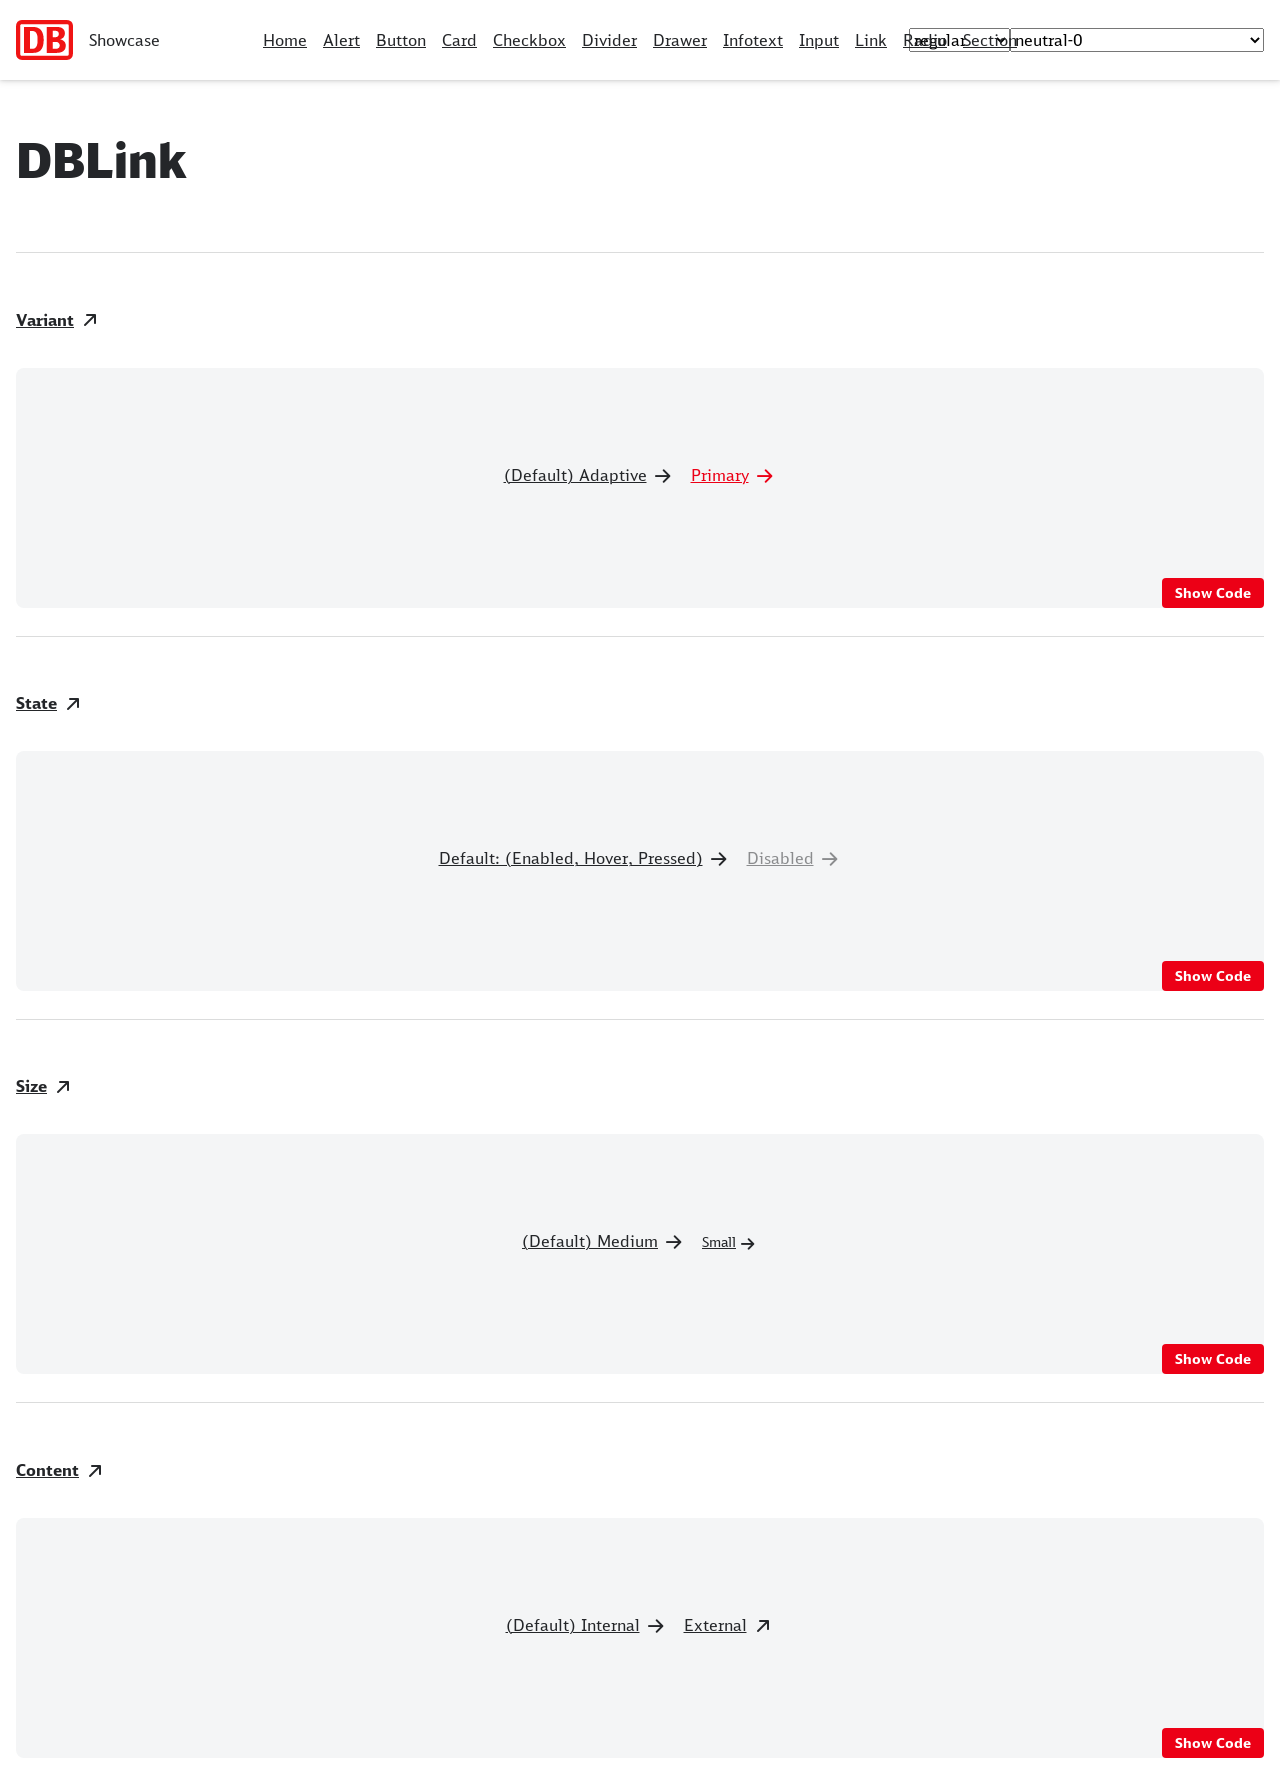 DB Showcase Home Alert Button Card Checkbox Divider Drawer Infotext Input Link Radio Section regular neutral-0
DBLink
Variant
(Default) Adaptive Primary
Show Code
State
Default: (Enabled, Hover, Pressed) Disabled
Show Code
Size
(Default) Medium Small
Show Code
Content
(Default) Internal External
Show Code